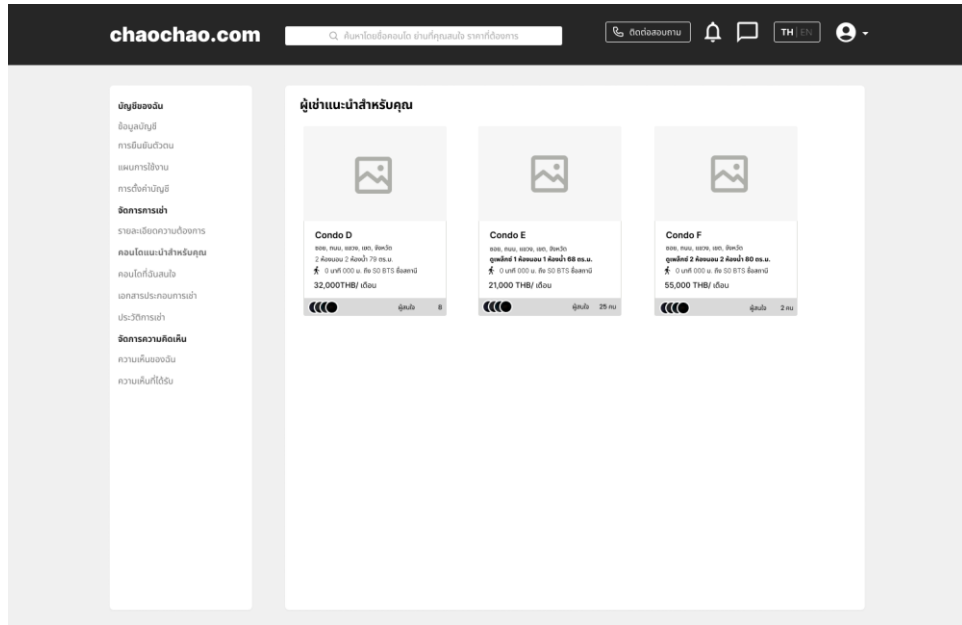 chaochao.com
ค้นหาโดยชื่อคอนโด ย่านที่คุณสนใจ ราคาที่ต้องการ
ติดต่อสอบถาม
TH | EN
บัญชีของฉัน
ข้อมูลบัญชี
การยืนยันตัวตน
แผนการใช้งาน
การตั้งค่าบัญชี
จัดการการเช่า
รายละเอียดความต้องการ
คอนโดแนะนำสำหรับคุณ
คอนโดที่ฉันสนใจ
เอกสารประกอบการเช่า
ประวัติการเช่า
จัดการความคิดเห็น
ความเห็นของฉัน
ความเห็นที่ได้รับ
ผู้เช่าแนะนำสำหรับคุณ
Condo D
ซอย, ถนน, แขวง, เขต, จังหวัด
2 ห้องนอน 2 ห้องน้ำ 79 ตร.ม.
0 นาที 000 ม. ถึง S0 BTS ชื่อสถานี
32,000THB/ เดือน
ผู้สนใจ 8
Condo E
ซอย, ถนน, แขวง, เขต, จังหวัด
ดูเพล็กซ์ 1 ห้องนอน 1 ห้องน้ำ 68 ตร.ม.
0 นาที 000 ม. ถึง S0 BTS ชื่อสถานี
21,000 THB/ เดือน
ผู้สนใจ 25 คน
Condo F
ซอย, ถนน, แขวง, เขต, จังหวัด
ดูเพล็กซ์ 2 ห้องนอน 2 ห้องน้ำ 80 ตร.ม.
0 นาที 000 ม. ถึง S0 BTS ชื่อสถานี
55,000 THB/ เดือน
ผู้สนใจ 2 คน